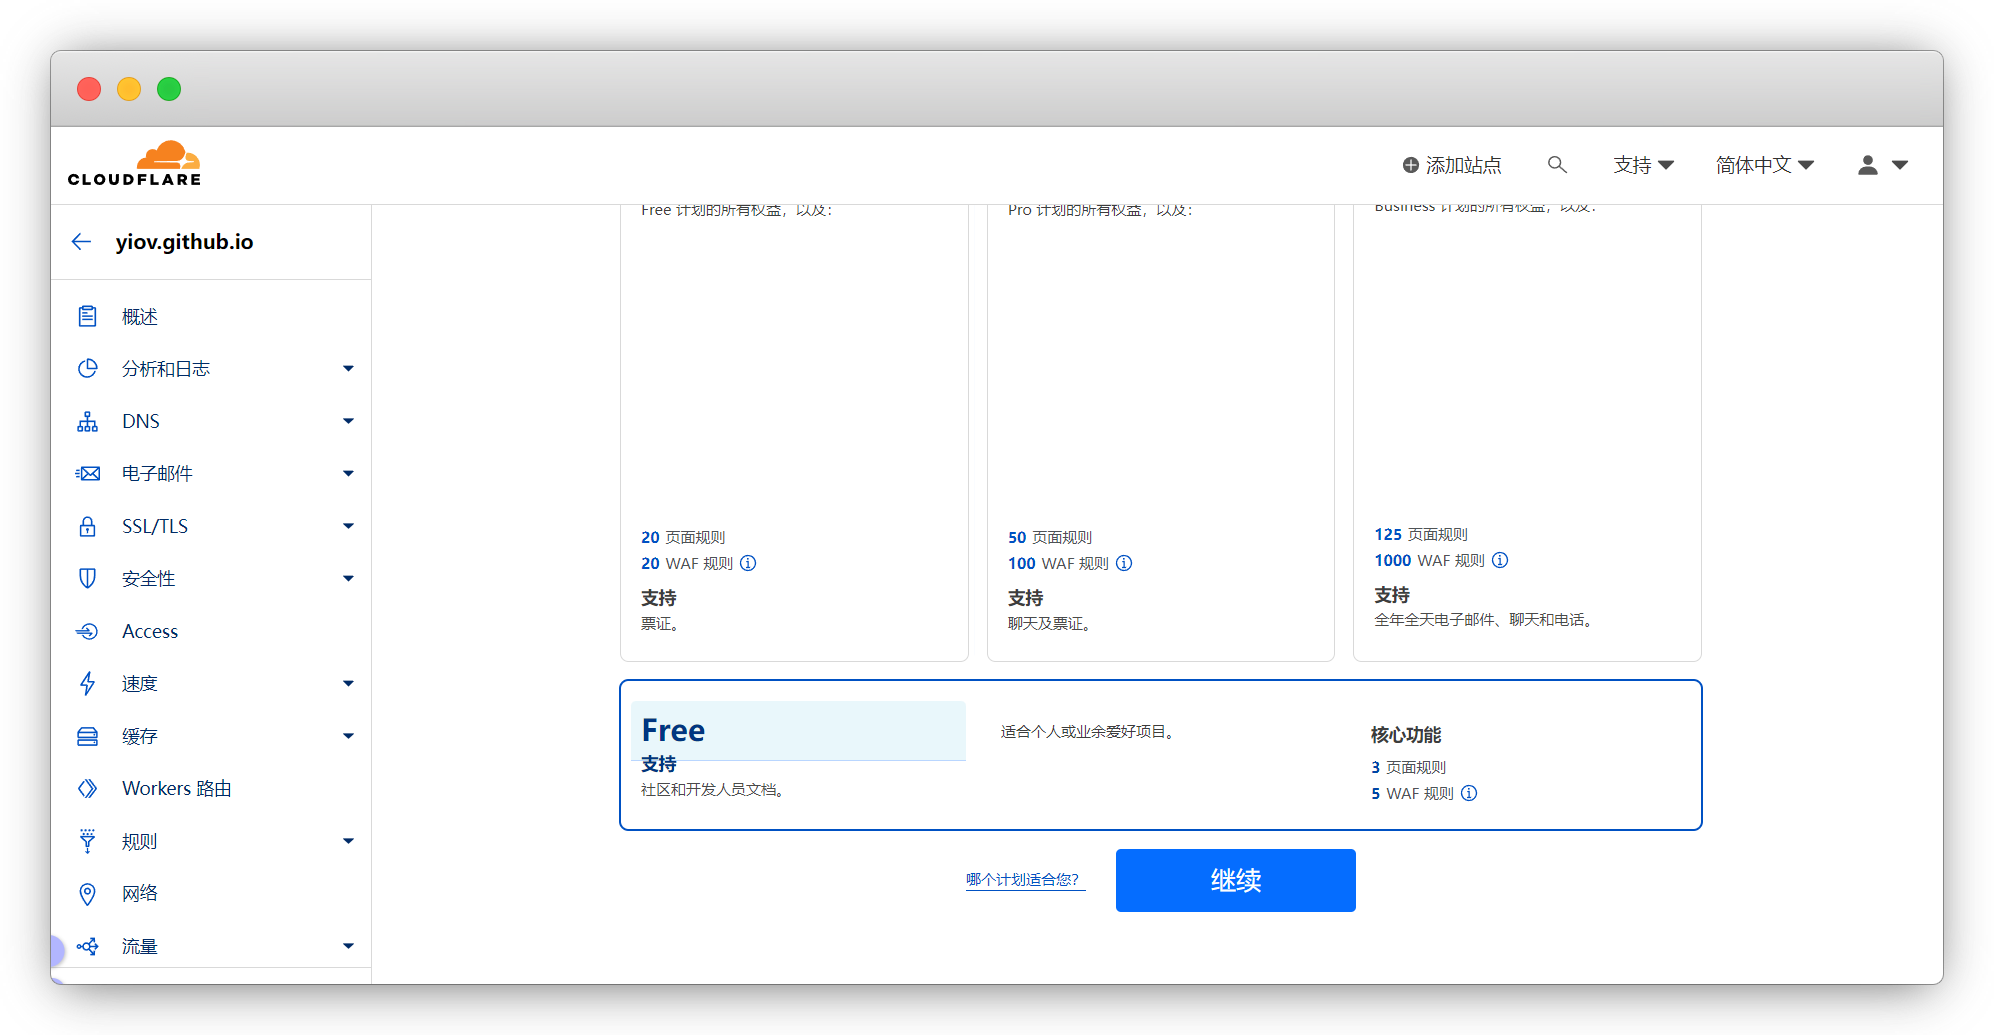 CLOUDFLARE
添加站点
支持
简体中文
yiov.github.io
概述
分析和日志
DNS
电子邮件
SSL/TLS
安全性
Access
速度
缓存
Workers 路由
规则
网络
流量
Free 计划的所有权益，以及：
20 页面规则
20 WAF 规则
支持
票证。
Pro 计划的所有权益，以及：
50 页面规则
100 WAF 规则
支持
聊天及票证。
Business 计划的所有权益，以及：
125 页面规则
1000 WAF 规则
支持
全年全天电子邮件、聊天和电话。
Free
支持
社区和开发人员文档。
适合个人或业余爱好项目。
核心功能
3 页面规则
5 WAF 规则
哪个计划适合您？
继续